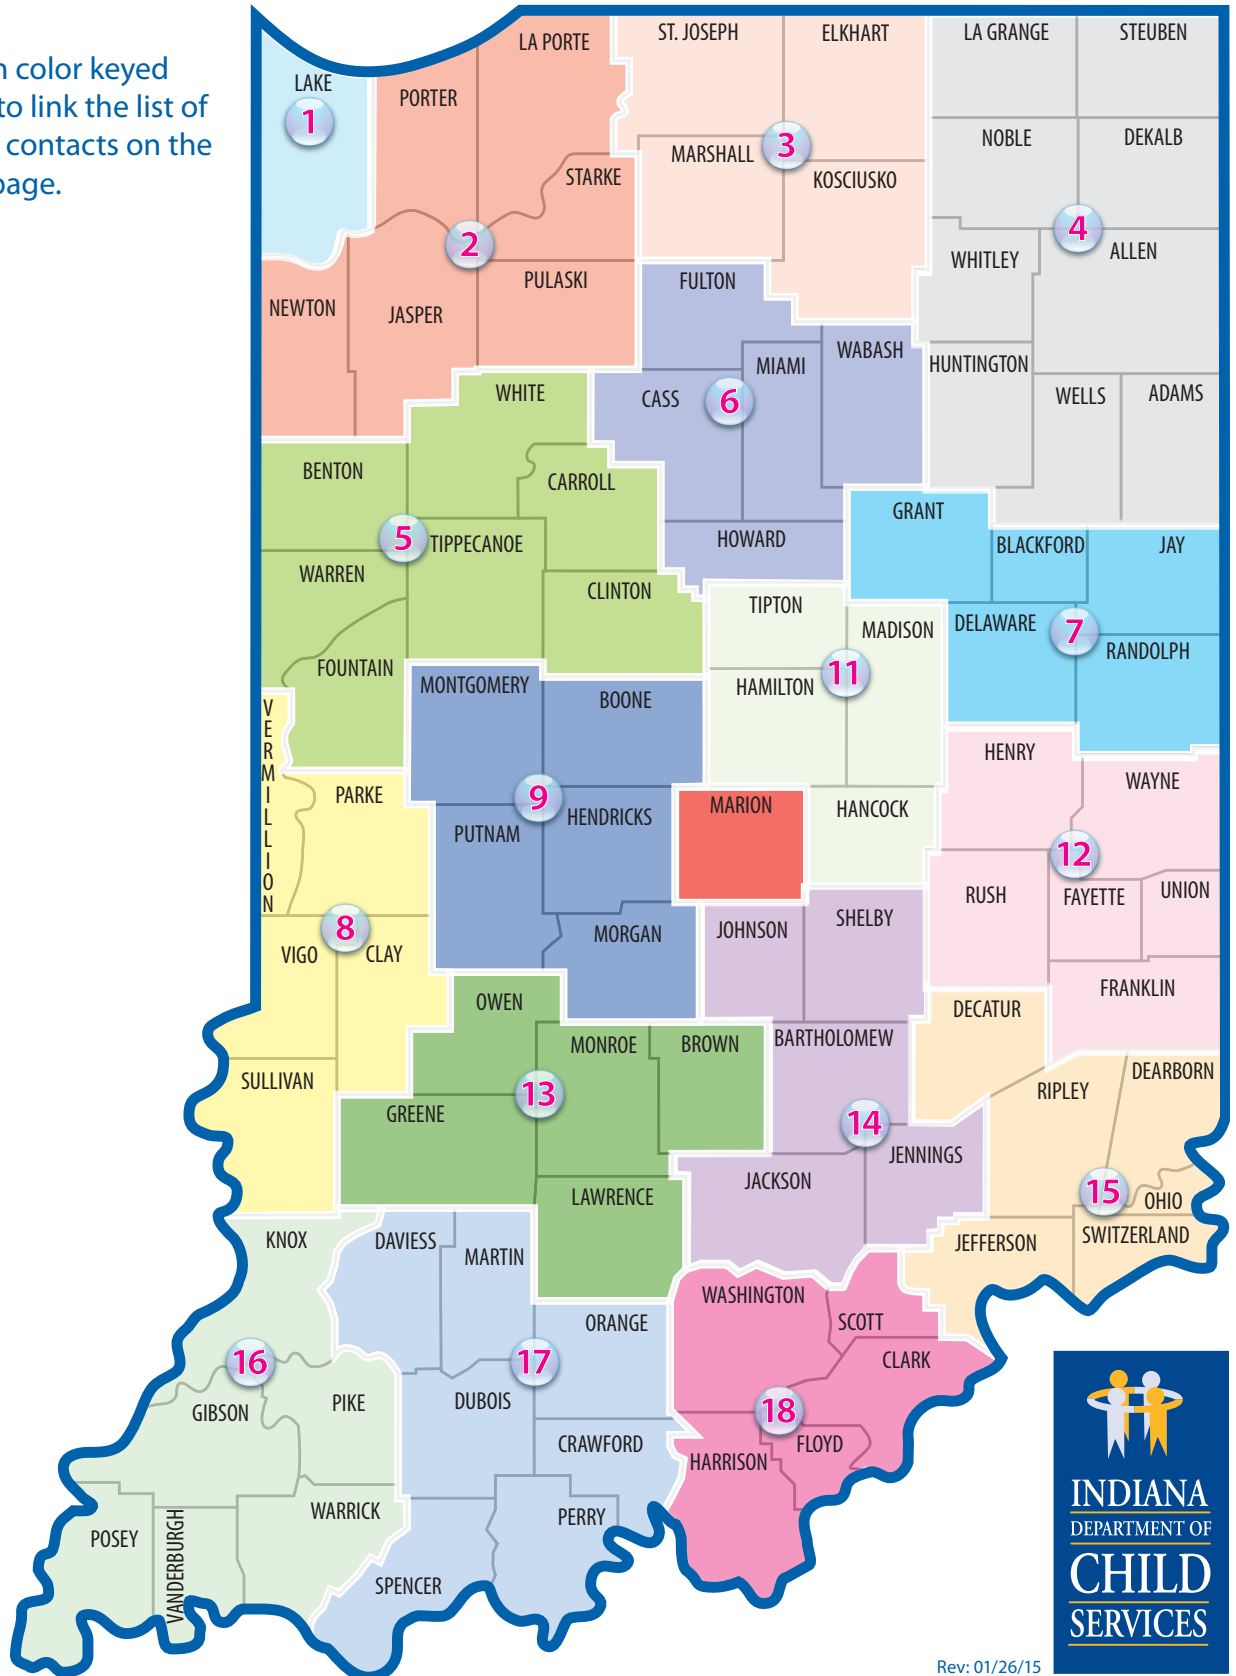 n color keyed
to link the list of
contacts on the
page.
LA PORTE
ST. JOSEPH
ELKHART
LA GRANGE
STEUBEN
LAKE
PORTER
1
NOBLE
DEKALB
MARSHALL
3
STARKE
KOSCIUSKO
2
4
ALLEN
WHITLEY
PULASKI
FULTON
NEWTON
JASPER
WABASH
MIAMI
HUNTINGTON
WHITE
CASS
6
WELLS
ADAMS
BENTON
CARROLL
GRANT
5
TIPPECANOE
HOWARD
BLACKFORD
JAY
WARREN
CLINTON
TIPTON
MADISON
DELAWARE
7
RANDOLPH
FOUNTAIN
MONTGOMERY
BOONE
HAMILTON
11
VERMILLION
HENRY
WAYNE
PARKE
9
HENDRICKS
PUTNAM
MARION
HANCOCK
12
RUSH
FAYETTE
UNION
8
VIGO
CLAY
MORGAN
JOHNSON
SHELBY
OWEN
FRANKLIN
DECATUR
MONROE
BROWN
BARTHOLOMEW
SULLIVAN
RIPLEY
DEARBORN
13
GREENE
14
JENNINGS
LAWRENCE
JACKSON
15
OHIO
KNOX
DAVIESS
MARTIN
JEFFERSON
SWITZERLAND
WASHINGTON
ORANGE
SCOTT
16
17
CLARK
GIBSON
PIKE
DUBOIS
18
CRAWFORD
FLOYD
HARRISON
WARRICK
PERRY
POSEY
VANDERBURGH
SPENCER
INDIANA
DEPARTMENT OF
CHILD
SERVICES
Rev: 01/26/15